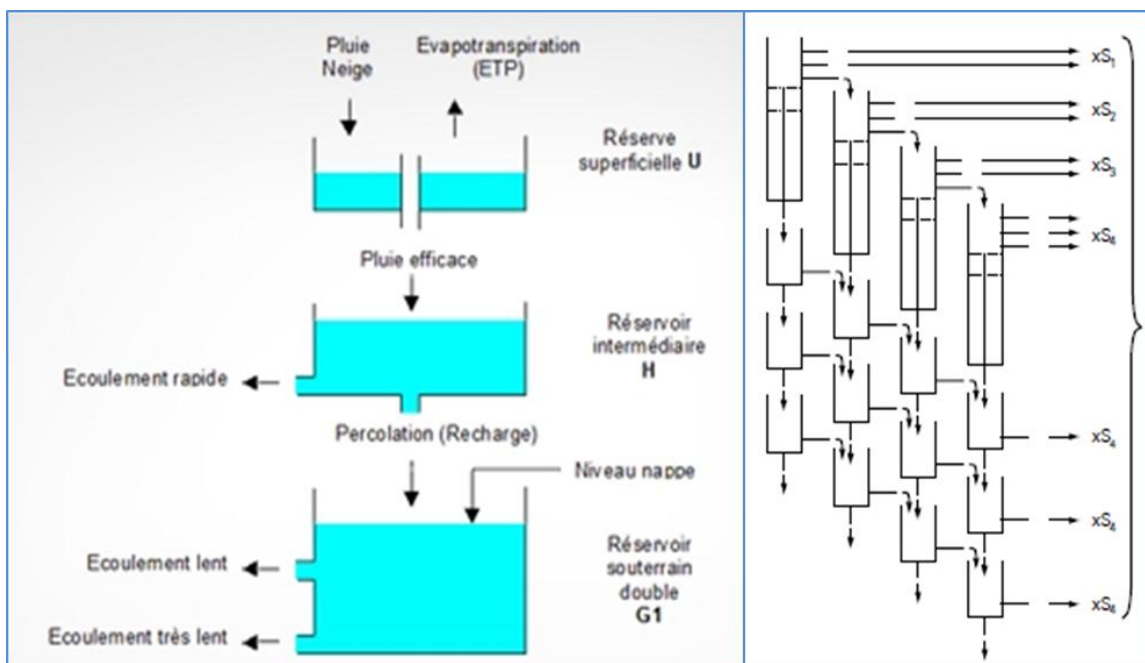 Pluie
Neige
Evapotranspiration
(ETP)
Réserve
superficielle U
Pluie efficace
Réservoir
intermédiaire
H
Ecoulement rapide
Percolation (Recharge)
Niveau nappe
Ecoulement lent
Réservoir
souterrain
double
G1
Ecoulement très lent
xS₁
xS₂
xS₃
xS₄
xS₄
xS₄
xS₄